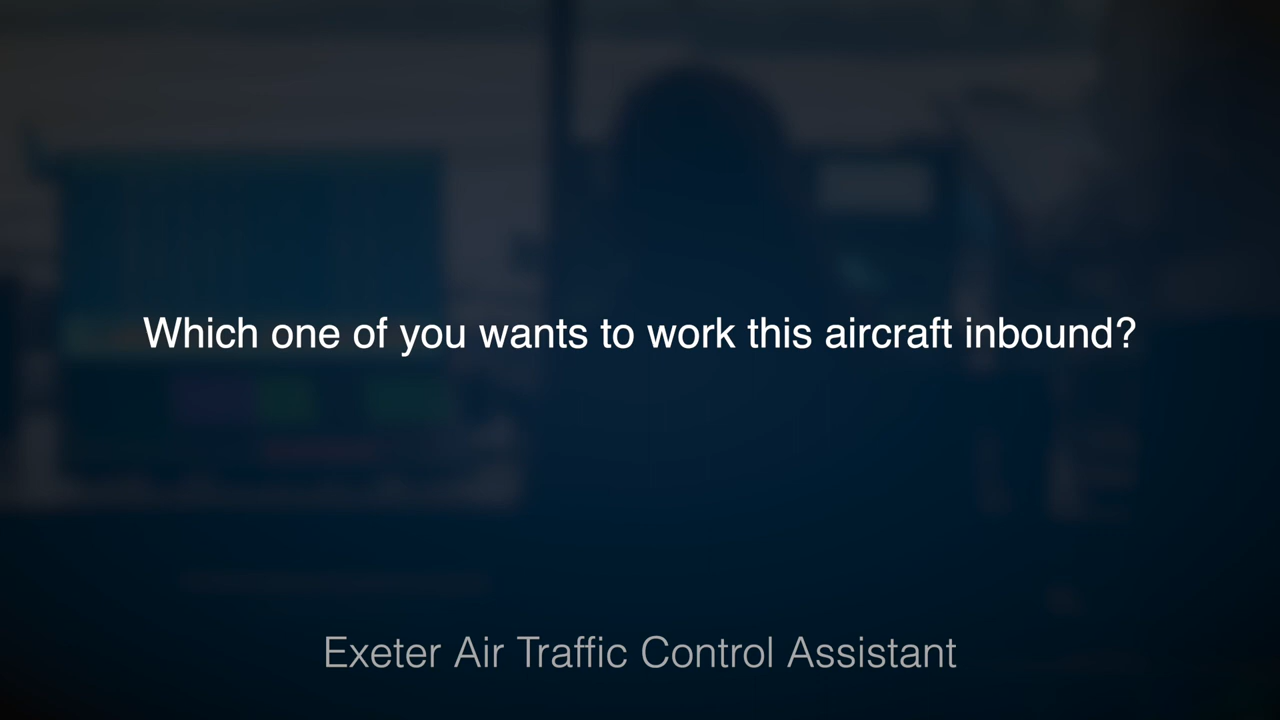 Which one of you wants to work this aircraft inbound?
Exeter Air Traffic Control Assistant